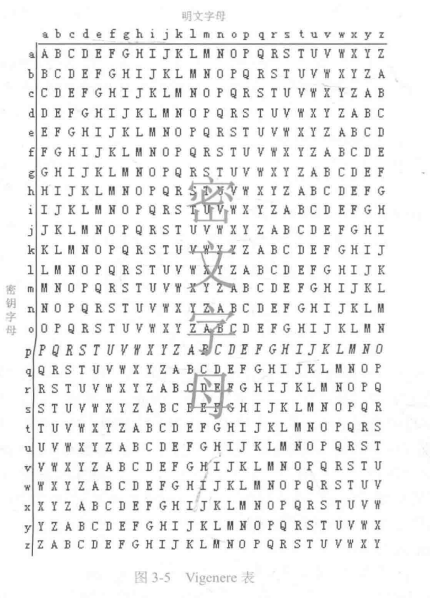 明文字母
a b c d e f g h i j k l m n o p q r s t u v w x y z
a A B C D E F G H I J K L M N O P Q R S T U V W X Y Z
b B C D E F G H I J K L M N O P Q R S T U V W X Y Z A
c C D E F G H I J K L M N O P Q R S T U V W X Y Z A B
d D E F G H I J K L M N O P Q R S T U V W X Y Z A B C
e E F G H I J K L M N O P Q R S T U V W X Y Z A B C D
f F G H I J K L M N O P Q R S T U V W X Y Z A B C D E
g G H I J K L M N O P Q R S T U V W X Y Z A B C D E F
h H I J K L M N O P Q R S T U V W X Y Z A B C D E F G
i I J K L M N O P Q R S T U V W X Y Z A B C D E F G H
j J K L M N O P Q R S T U V W X Y Z A B C D E F G H I
k K L M N O P Q R S T U V W X Y Z A B C D E F G H I J
l L M N O P Q R S T U V W X Y Z A B C D E F G H I J K
m M N O P Q R S T U V W X Y Z A B C D E F G H I J K L
n N O P Q R S T U V W X Y Z A B C D E F G H I J K L M
o O P Q R S T U V W X Y Z A B C D E F G H I J K L M N
p P Q R S T U V W X Y Z A B C D E F G H I J K L M N O
q Q R S T U V W X Y Z A B C D E F G H I J K L M N O P
r R S T U V W X Y Z A B C D E F G H I J K L M N O P Q
s S T U V W X Y Z A B C D E F G H I J K L M N O P Q R
t T U V W X Y Z A B C D E F G H I J K L M N O P Q R S
u U V W X Y Z A B C D E F G H I J K L M N O P Q R S T
v V W X Y Z A B C D E F G H I J K L M N O P Q R S T U
w W X Y Z A B C D E F G H I J K L M N O P Q R S T U V
x X Y Z A B C D E F G H I J K L M N O P Q R S T U V W
y Y Z A B C D E F G H I J K L M N O P Q R S T U V W X
z Z A B C D E F G H I J K L M N O P Q R S T U V W X Y
密钥字母
密文字母
图 3-5 Vigenere 表